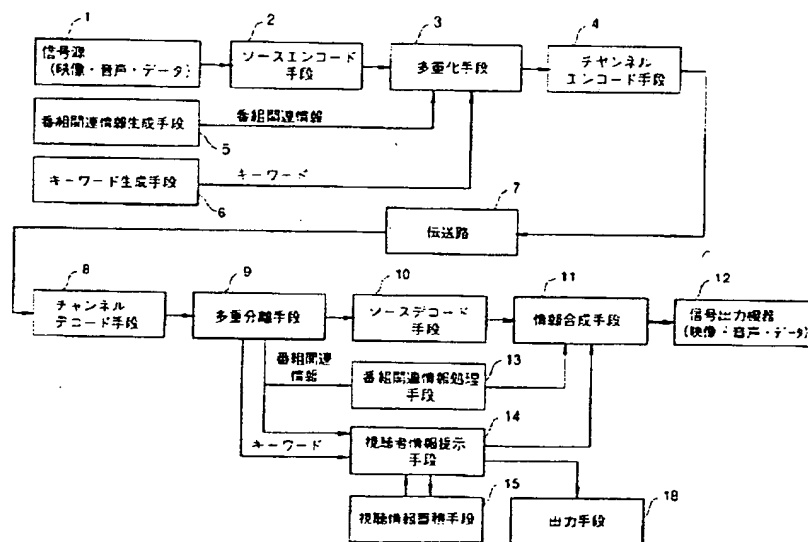 1
信号源
(映像・音声・データ)
2
ソースエンコード
手段
3
多重化手段
4
チャンネル
エンコード手段
番組関連情報生成手段
5
番組関連情報
キーワード生成手段
6
キーワード
7
伝送路
8
チャンネル
デコード手段
9
多重分離手段
10
ソースデコード
手段
11
情報合成手段
12
信号出力機器
(映像・音声・データ)
番組関連
情報
13
番組関連情報処理
手段
キーワード
14
視聴者情報提示
手段
15
視聴情報蓄積手段
18
出力手段